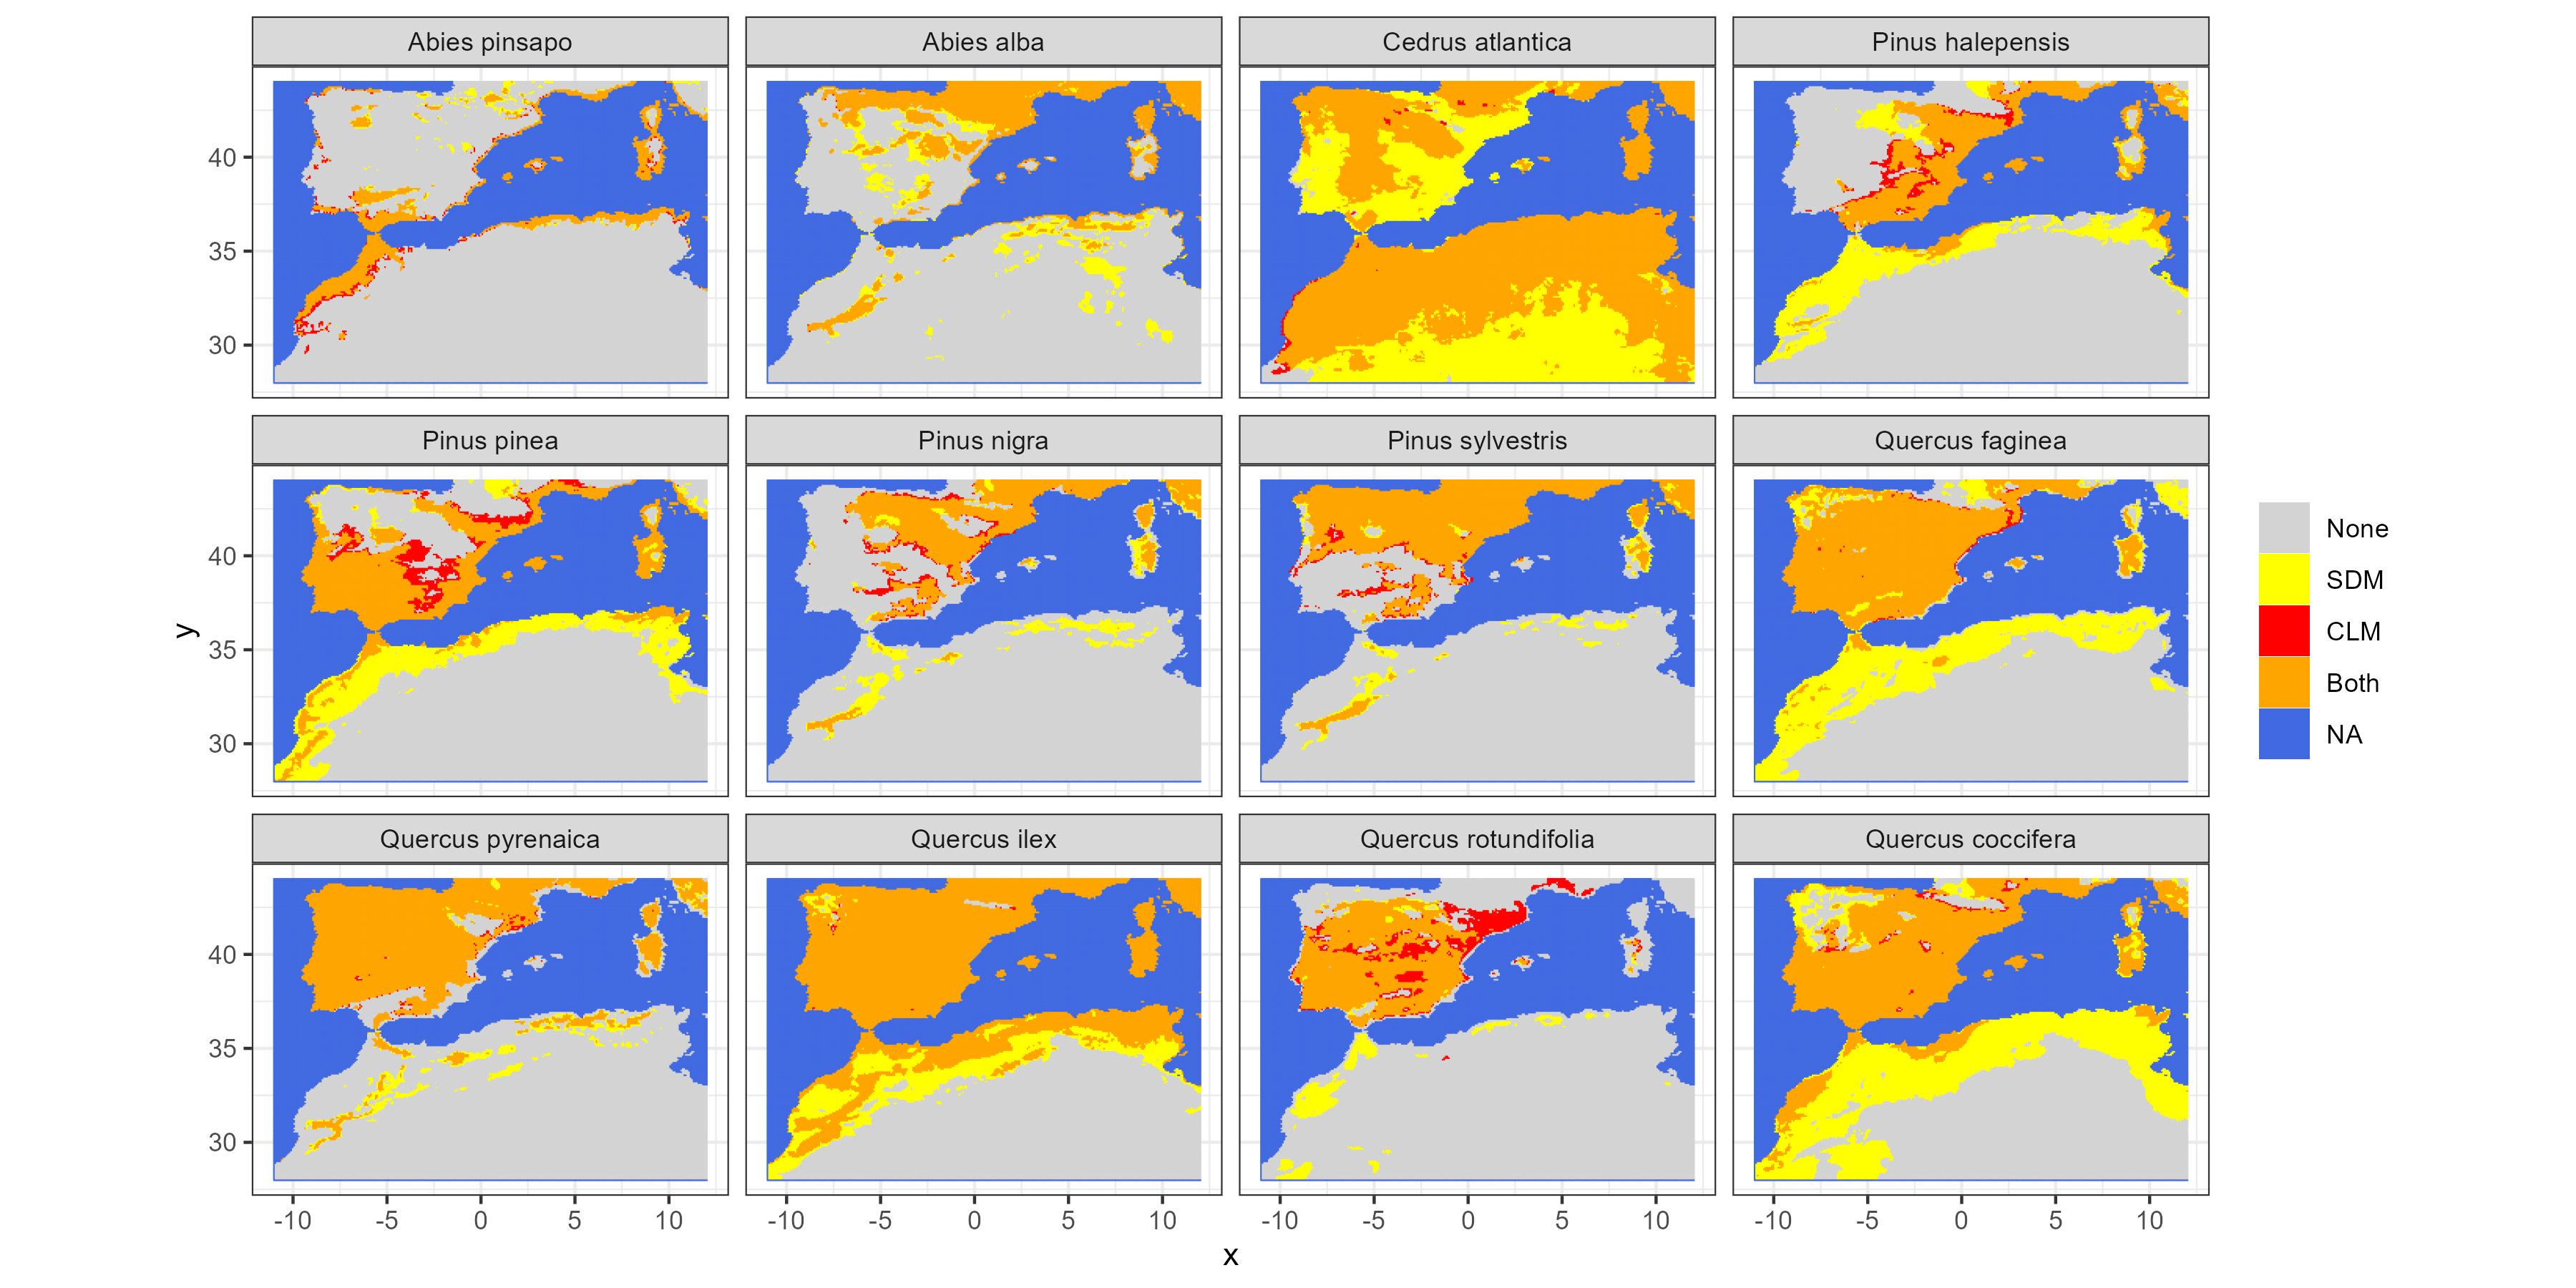 Abies pinsapo
Abies alba
Cedrus atlantica
Pinus halepensis
40
35
30
Pinus pinea
Pinus nigra
Pinus sylvestris
Quercus faginea
40
35
30
y
None
SDM
CLM
Both
NA
Quercus pyrenaica
Quercus ilex
Quercus rotundifolia
Quercus coccifera
40
35
30
-10 -5 0 5 10
-10 -5 0 5 10
-10 -5 0 5 10
-10 -5 0 5 10
x